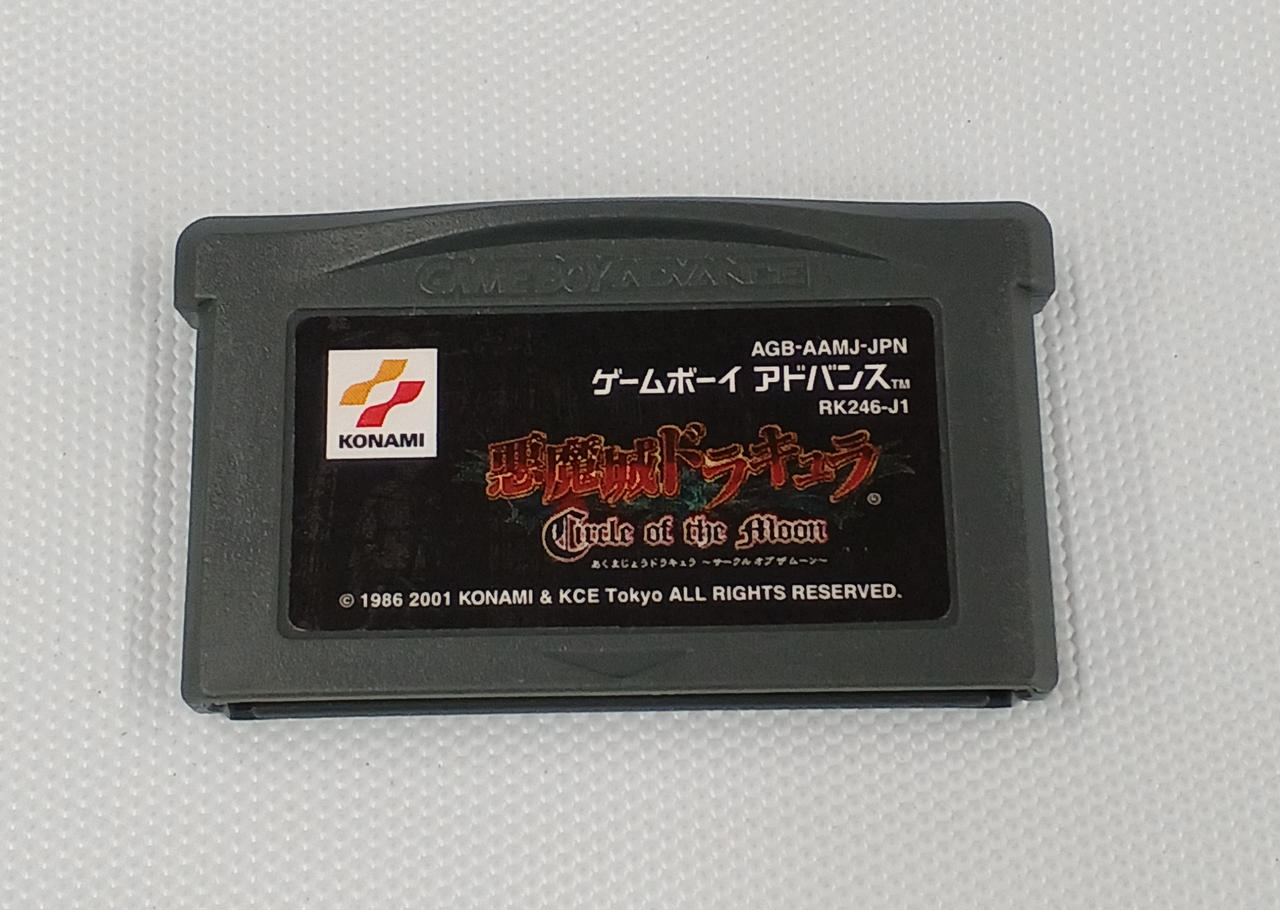 GAME BOY ADVANCE
AGB-AAMJ-JPN
ゲームボーイ アドバンス™
RK246-J1
KONAMI
悪魔城ドラキュラ
Circle of the Moon
あくまじょうドラキュラ ～サークル オブ ザ ムーン～
© 1986 2001 KONAMI & KCE Tokyo ALL RIGHTS RESERVED.